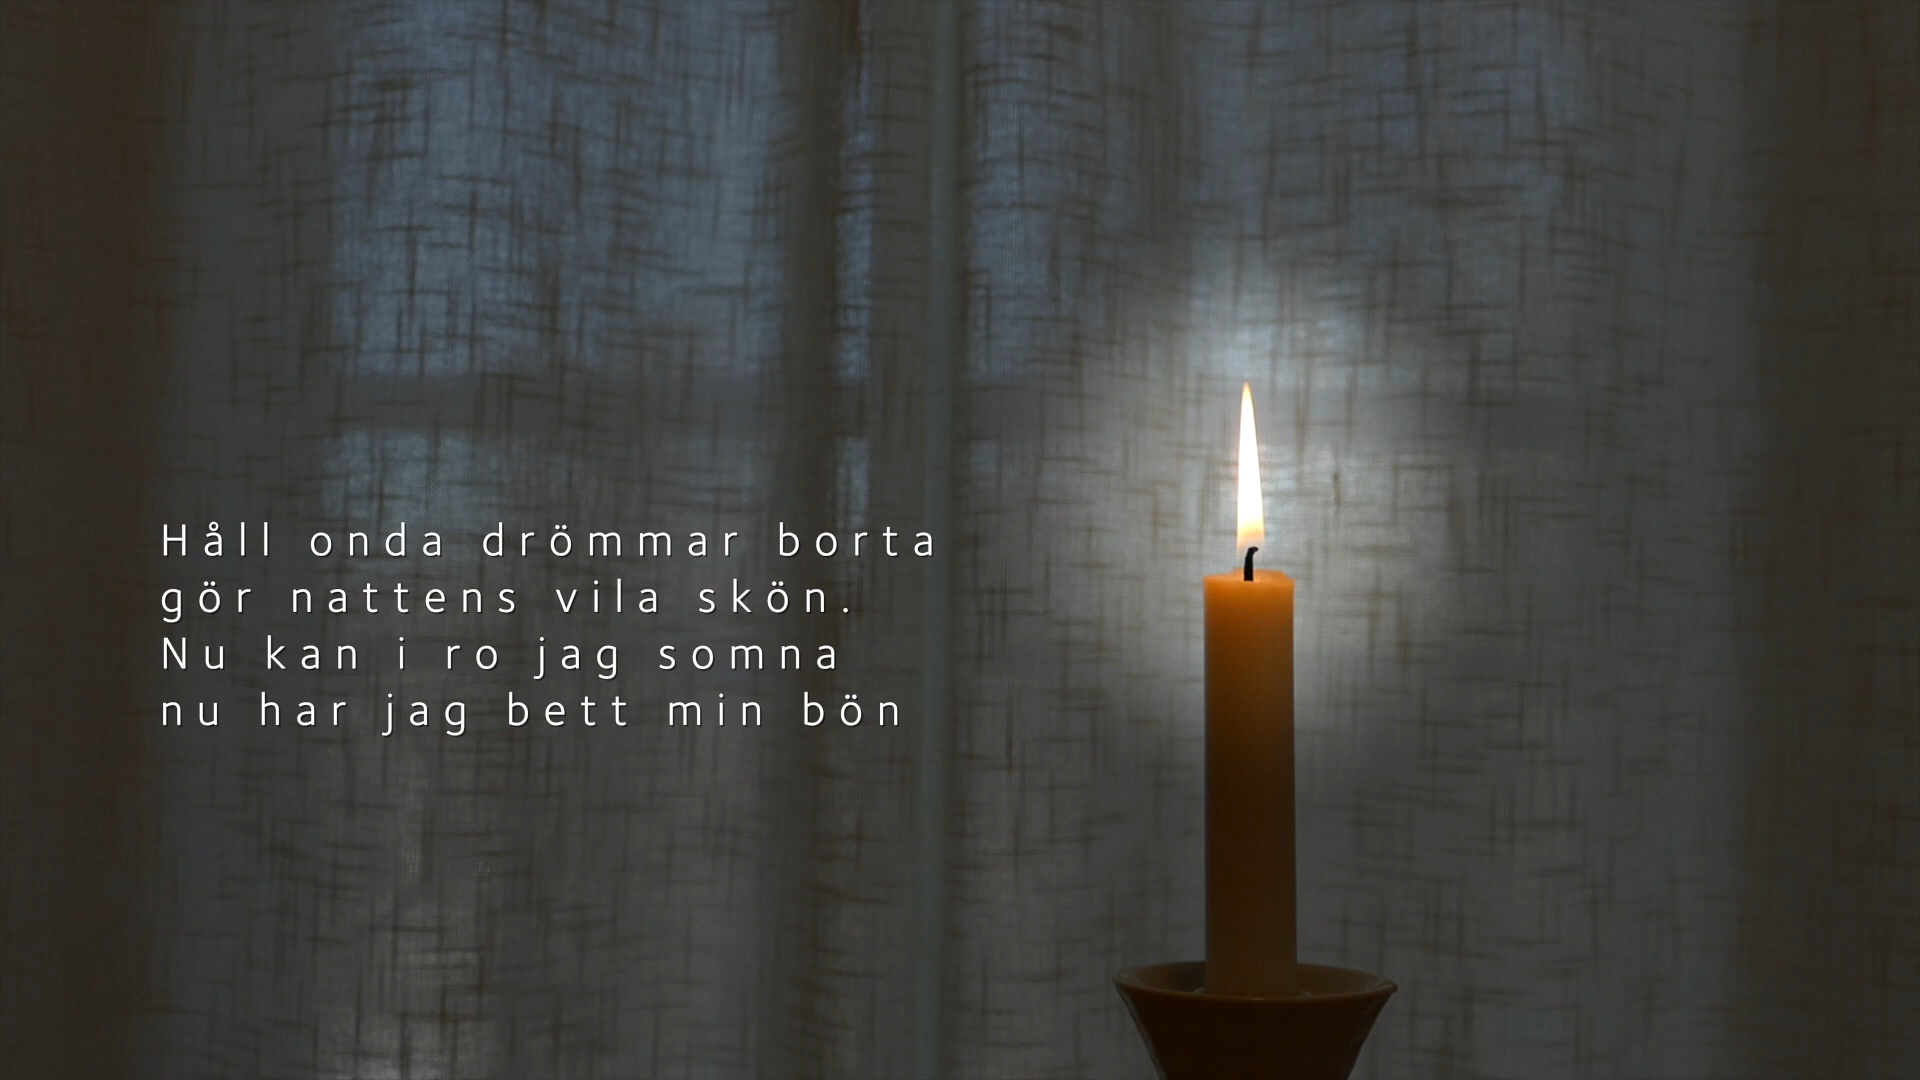 Håll onda drömmar borta
gör nattens vila skön.
Nu kan i ro jag somna
nu har jag bett min bön